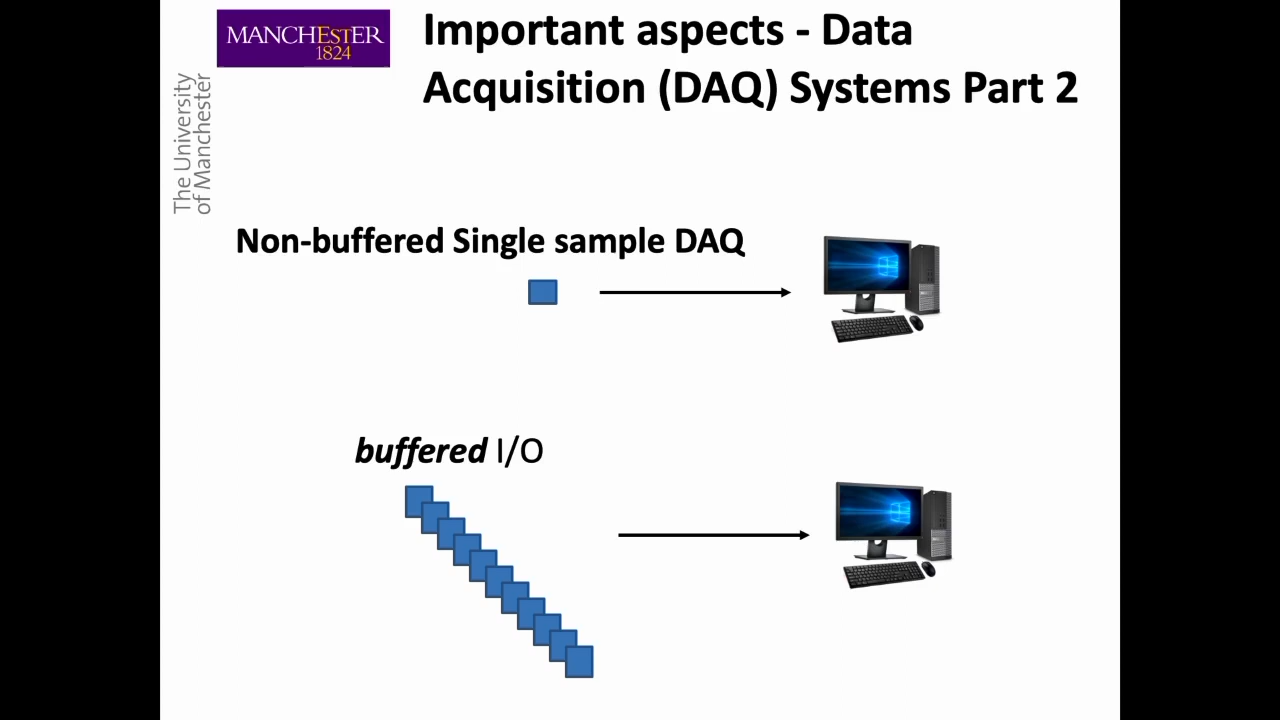 MANCHESTER
1824
The University
of Manchester
Important aspects - Data
Acquisition (DAQ) Systems Part 2
Non-buffered Single sample DAQ
buffered I/O